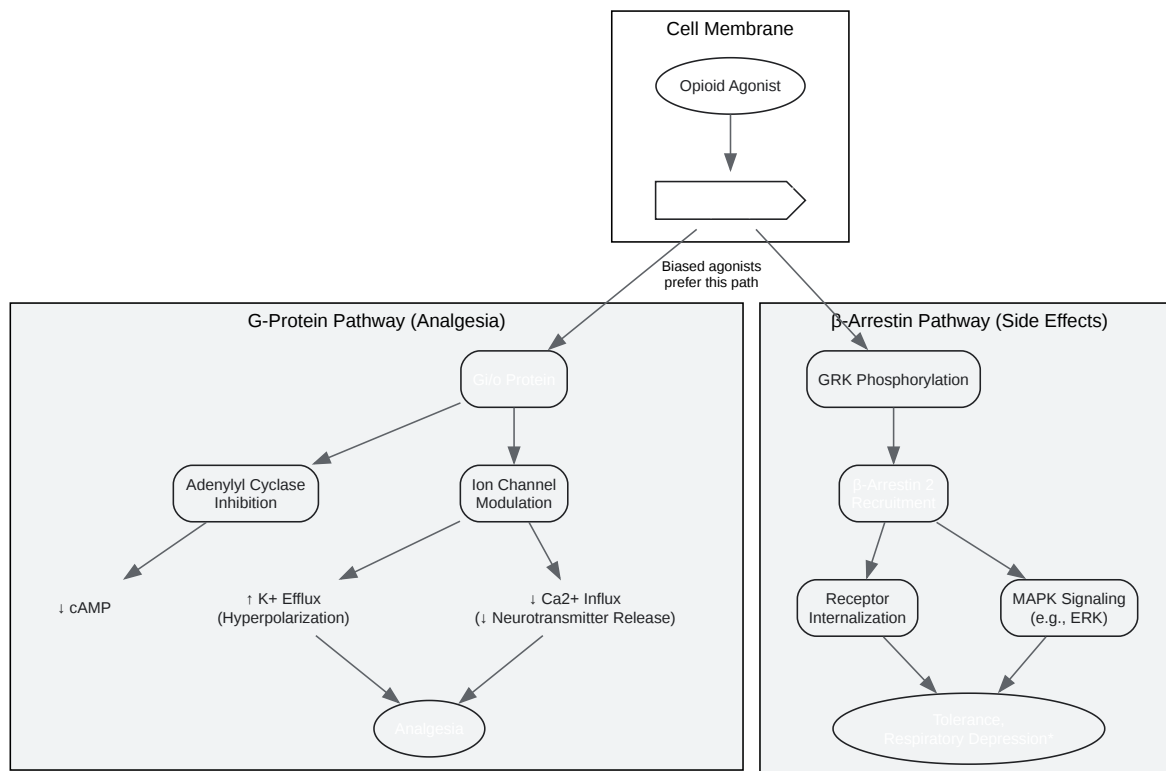 Cell Membrane
Opioid Agonist
Biased agonists
prefer this path
G-Protein Pathway (Analgesia)
β-Arrestin Pathway (Side Effects)
Gi/o Protein
GRK Phosphorylation
Adenylyl Cyclase
Inhibition
Ion Channel
Modulation
β-Arrestin 2
Recruitment
↓ cAMP
↑ K+ Efflux
(Hyperpolarization)
↓ Ca2+ Influx
(↓ Neurotransmitter Release)
Receptor
Internalization
MAPK Signaling
(e.g., ERK)
Analgesia
Tolerance,
Respiratory Depression*